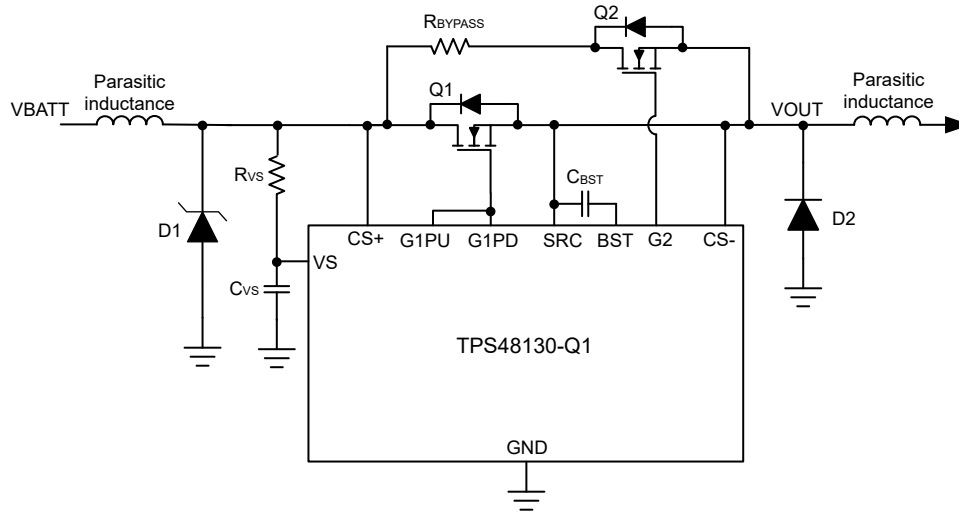 Q2
RBYPASS
Parasitic
inductance
Parasitic
inductance
Q1
VBATT
VOUT
CBST
RVS
D1
D2
CS+
G1PU
G1PD
SRC
BST
G2
CS-
VS
CVS
TPS48130-Q1
GND